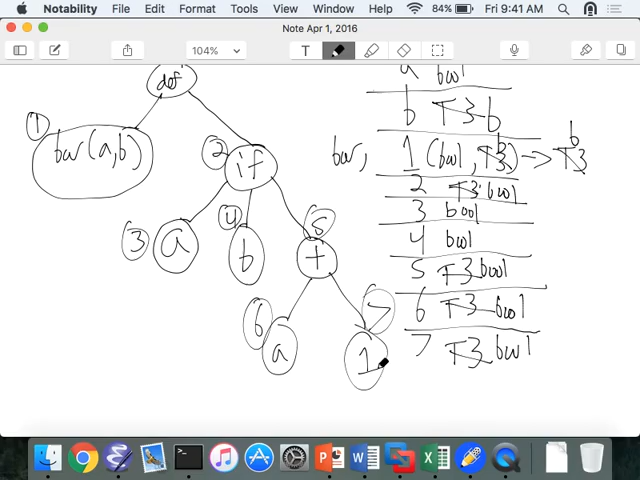 Notability File Edit Format View Window Help 84% Fri 9:41 AM
Note Apr 1, 2016
104% T
def
a bool
b T3 b
1 bar(a,b) 2 if
bar, 1 (bool, T3) → T3 b
2 T3 bool
3 a 4 b 5 +
3 bool
4 bool
5 T3 bool
6 a 7 1
6 T3 bool
7 T3 bool